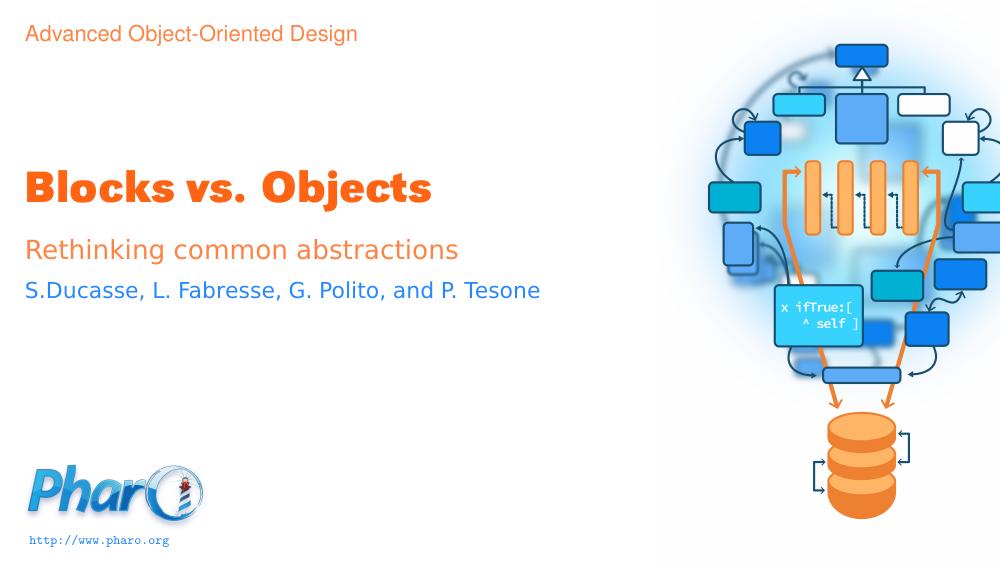 Advanced Object-Oriented Design
Blocks vs. Objects
Rethinking common abstractions
S.Ducasse, L. Fabresse, G. Polito, and P. Tesone
x ifTrue:[
^ self ]
Pharo
http://www.pharo.org